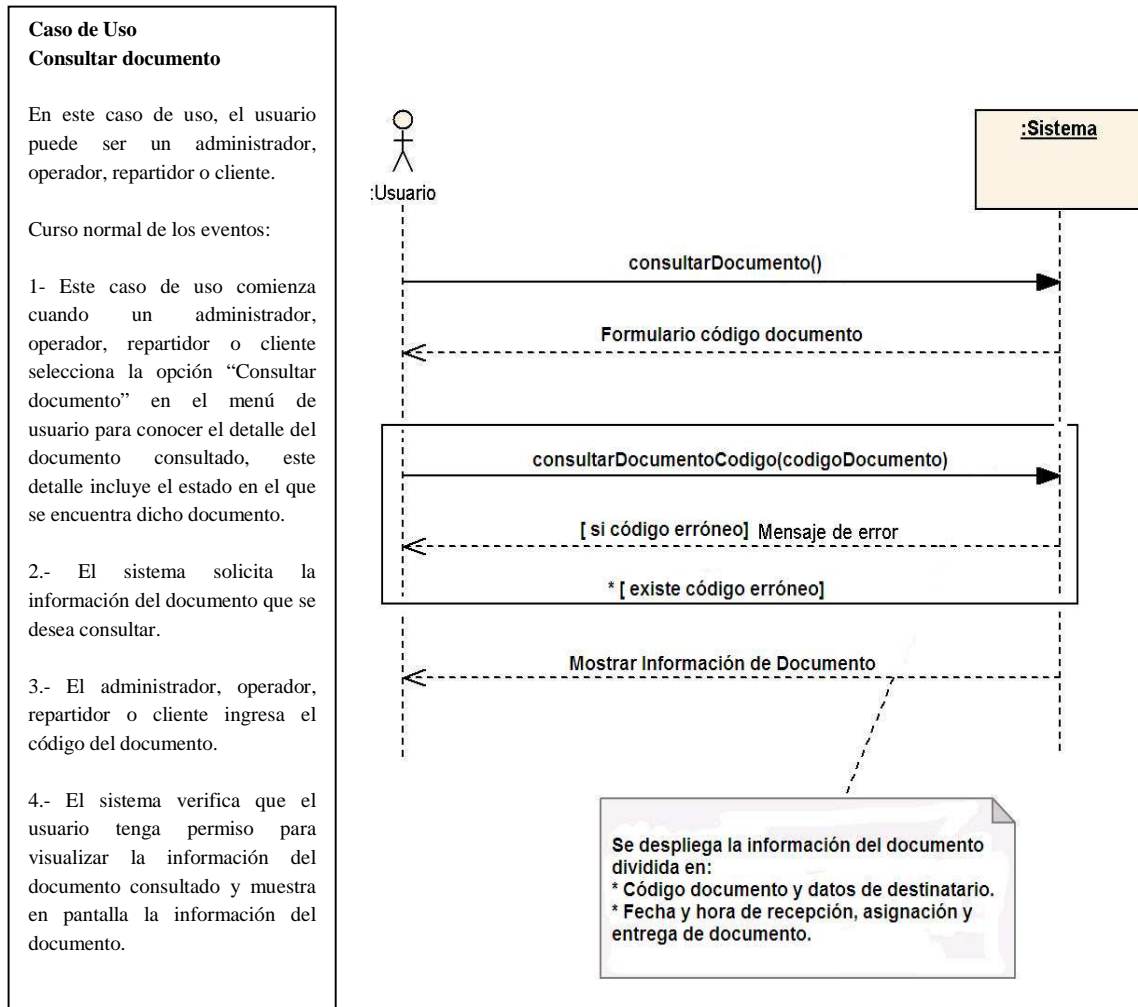 Caso de Uso
Consultar documento
En este caso de uso, el usuario
puede ser un administrador,
operador, repartidor o cliente.
Curso normal de los eventos:
1- Este caso de uso comienza
cuando un administrador,
operador, repartidor o cliente
selecciona la opción “Consultar
documento” en el menú de
usuario para conocer el detalle del
documento consultado, este
detalle incluye el estado en el que
se encuentra dicho documento.
2.- El sistema solicita la
información del documento que se
desea consultar.
3.- El administrador, operador,
repartidor o cliente ingresa el
código del documento.
4.- El sistema verifica que el
usuario tenga permiso para
visualizar la información del
documento consultado y muestra
en pantalla la información del
documento.
:Usuario
:Sistema
consultarDocumento()
Formulario código documento
consultarDocumentoCodigo(codigoDocumento)
[ si código erróneo] Mensaje de error
* [ existe código erróneo]
Mostrar Información de Documento
Se despliega la información del documento
dividida en:
* Código documento y datos de destinatario.
* Fecha y hora de recepción, asignación y
entrega de documento.